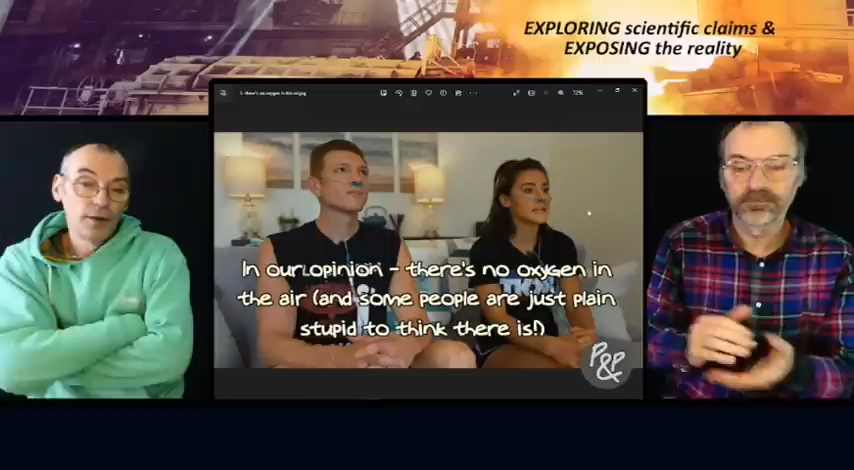 EXPLORING scientific claims &
EXPOSING the reality
72%
In our opinion - there's no oxygen in
the air (and some people are just plain
stupid to think there is!)
P&P